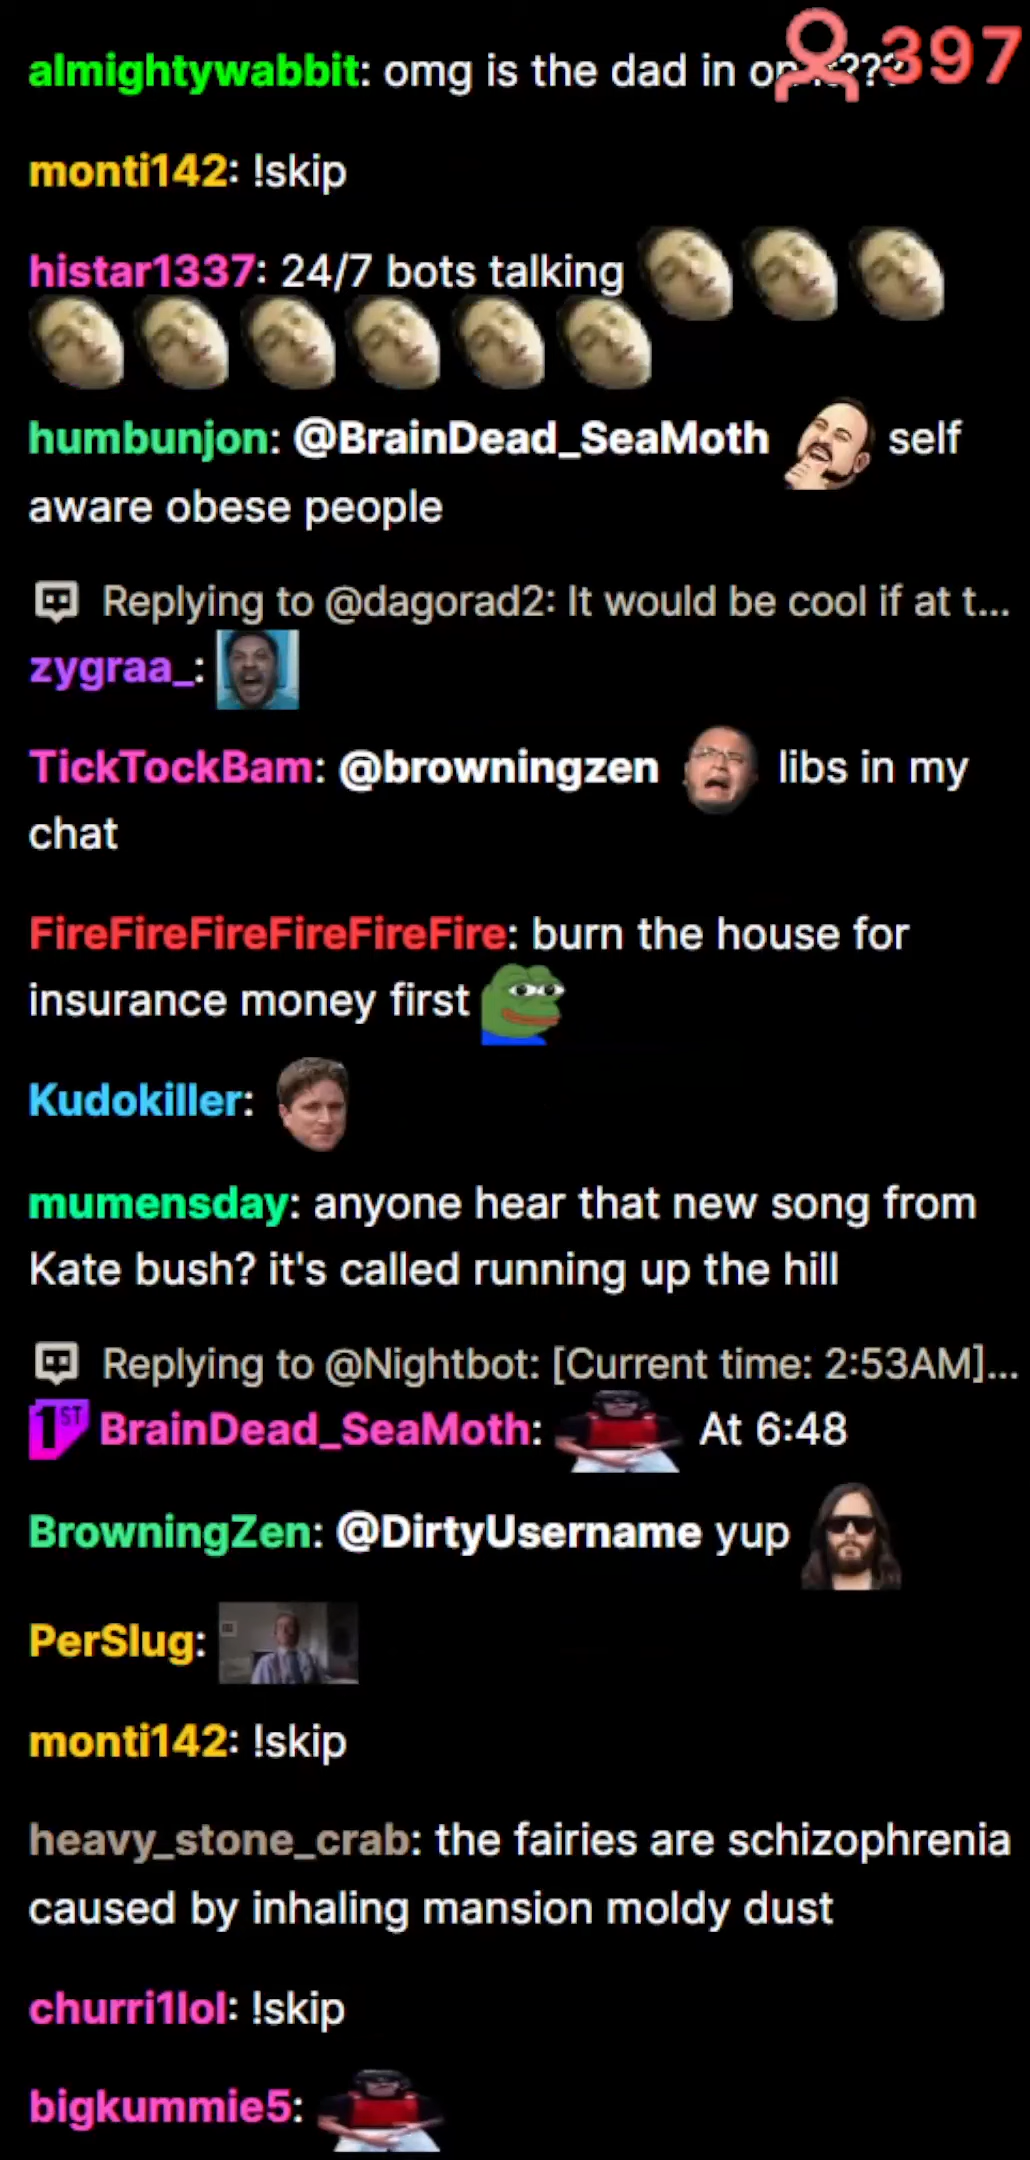 397
almightywabbit: omg is the dad in on it???
monti142: !skip
histar1337: 24/7 bots talking
humbunjon: @BrainDead_SeaMoth self
aware obese people
Replying to @dagorad2: It would be cool if at t...
zygraa_:
TickTockBam: @browningzen libs in my
chat
FireFireFireFireFireFire: burn the house for
insurance money first
Kudokiller:
mumensday: anyone hear that new song from
Kate bush? it's called running up the hill
Replying to @Nightbot: [Current time: 2:53AM]...
1ST BrainDead_SeaMoth: At 6:48
BrowningZen: @DirtyUsername yup
PerSlug:
monti142: !skip
heavy_stone_crab: the fairies are schizophrenia
caused by inhaling mansion moldy dust
churri1lol: !skip
bigkummie5: